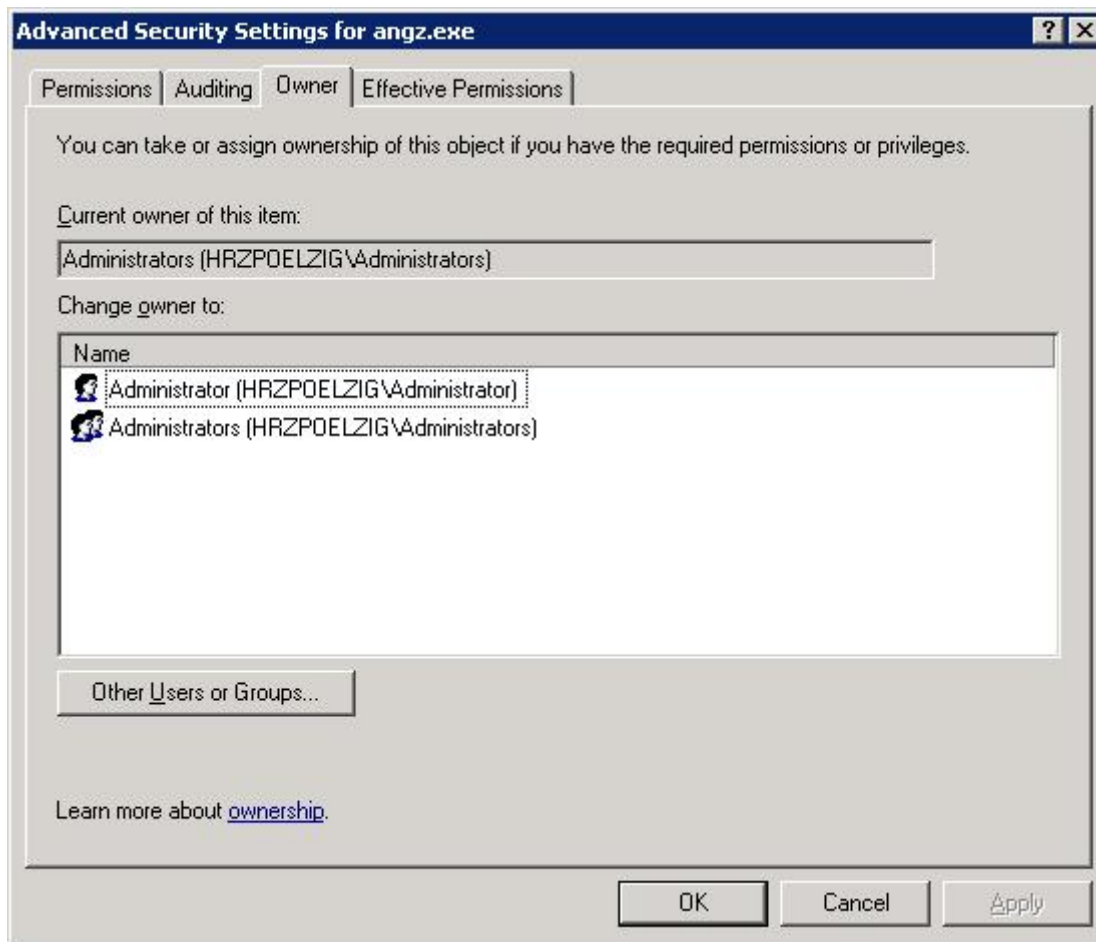 Advanced Security Settings for angz.exe
Permissions Auditing Owner Effective Permissions
You can take or assign ownership of this object if you have the required permissions or privileges.
Current owner of this item:
Administrators (HRZPOELZIG\Administrators)
Change owner to:
Name
Administrator (HRZPOELZIG\Administrator)
Administrators (HRZPOELZIG\Administrators)
Other Users or Groups...
Learn more about ownership.
OK Cancel Apply